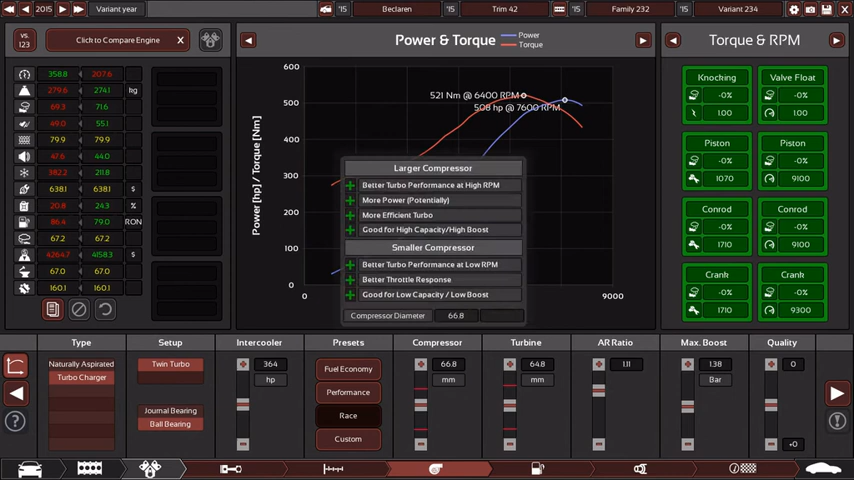 2015 Variant year '15 Beclaren '15 Trim 42 '15 Family 232 '15 Variant 234
vs. 123 Click to Compare Engine X
Power & Torque Power Torque
Torque & RPM
358.8 207.6
279.6 274.1 kg
69.3 71.6
49.0 55.1
79.9 79.9
47.6 44.0
382.2 211.8
638.1 638.1 $
20.8 24.3 %
86.4 79.0 RON
67.2 67.2
4264.7 4158.3 $
67.0 67.0
160.1 160.1
Power [hp] / Torque [Nm]
600
500
400
300
200
100
0
0 9000
521 Nm @ 6400 RPM
508 hp @ 7600 RPM
Larger Compressor
Better Turbo Performance at High RPM
More Power (Potentially)
More Efficient Turbo
Good for High Capacity/High Boost
Smaller Compressor
Better Turbo Performance at Low RPM
Better Throttle Response
Good for Low Capacity / Low Boost
Compressor Diameter 66.8
Knocking Valve Float
-0% -0%
1.00 1.00
Piston Piston
-0% -0%
1070 9100
Conrod Conrod
-0% -0%
1710 9100
Crank Crank
-0% -0%
1710 9300
Type Setup Intercooler Presets Compressor Turbine AR Ratio Max. Boost Quality
Naturally Aspirated
Turbo Charger
Twin Turbo
Journal Bearing
Ball Bearing
364
hp
Fuel Economy
Performance
Race
Custom
66.8
mm
64.8
mm
1.11
1.38
Bar
0
+0